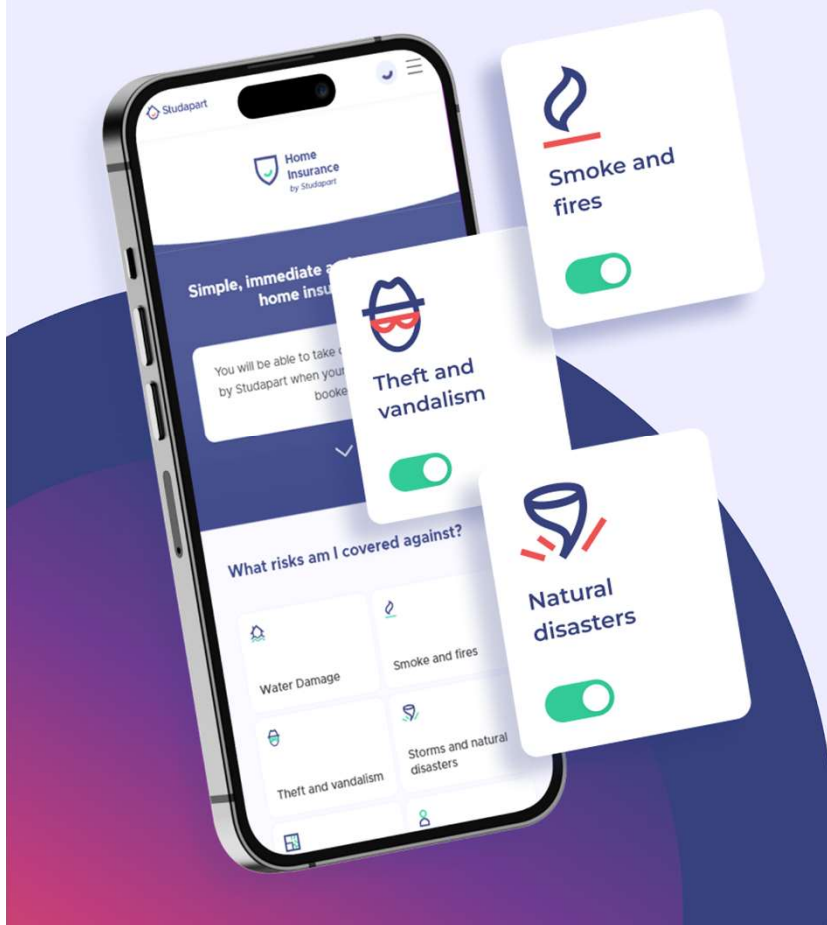 Studapart
Home
Insurance
by Studapart
Simple, immediate
home
You will be able to take
by Studapart when your
What risks am I covered against?
Water Damage
Smoke and fires
Theft and vandalism
Storms and natural
disasters
Smoke and
fires
Theft and
vandalism
Natural
disasters